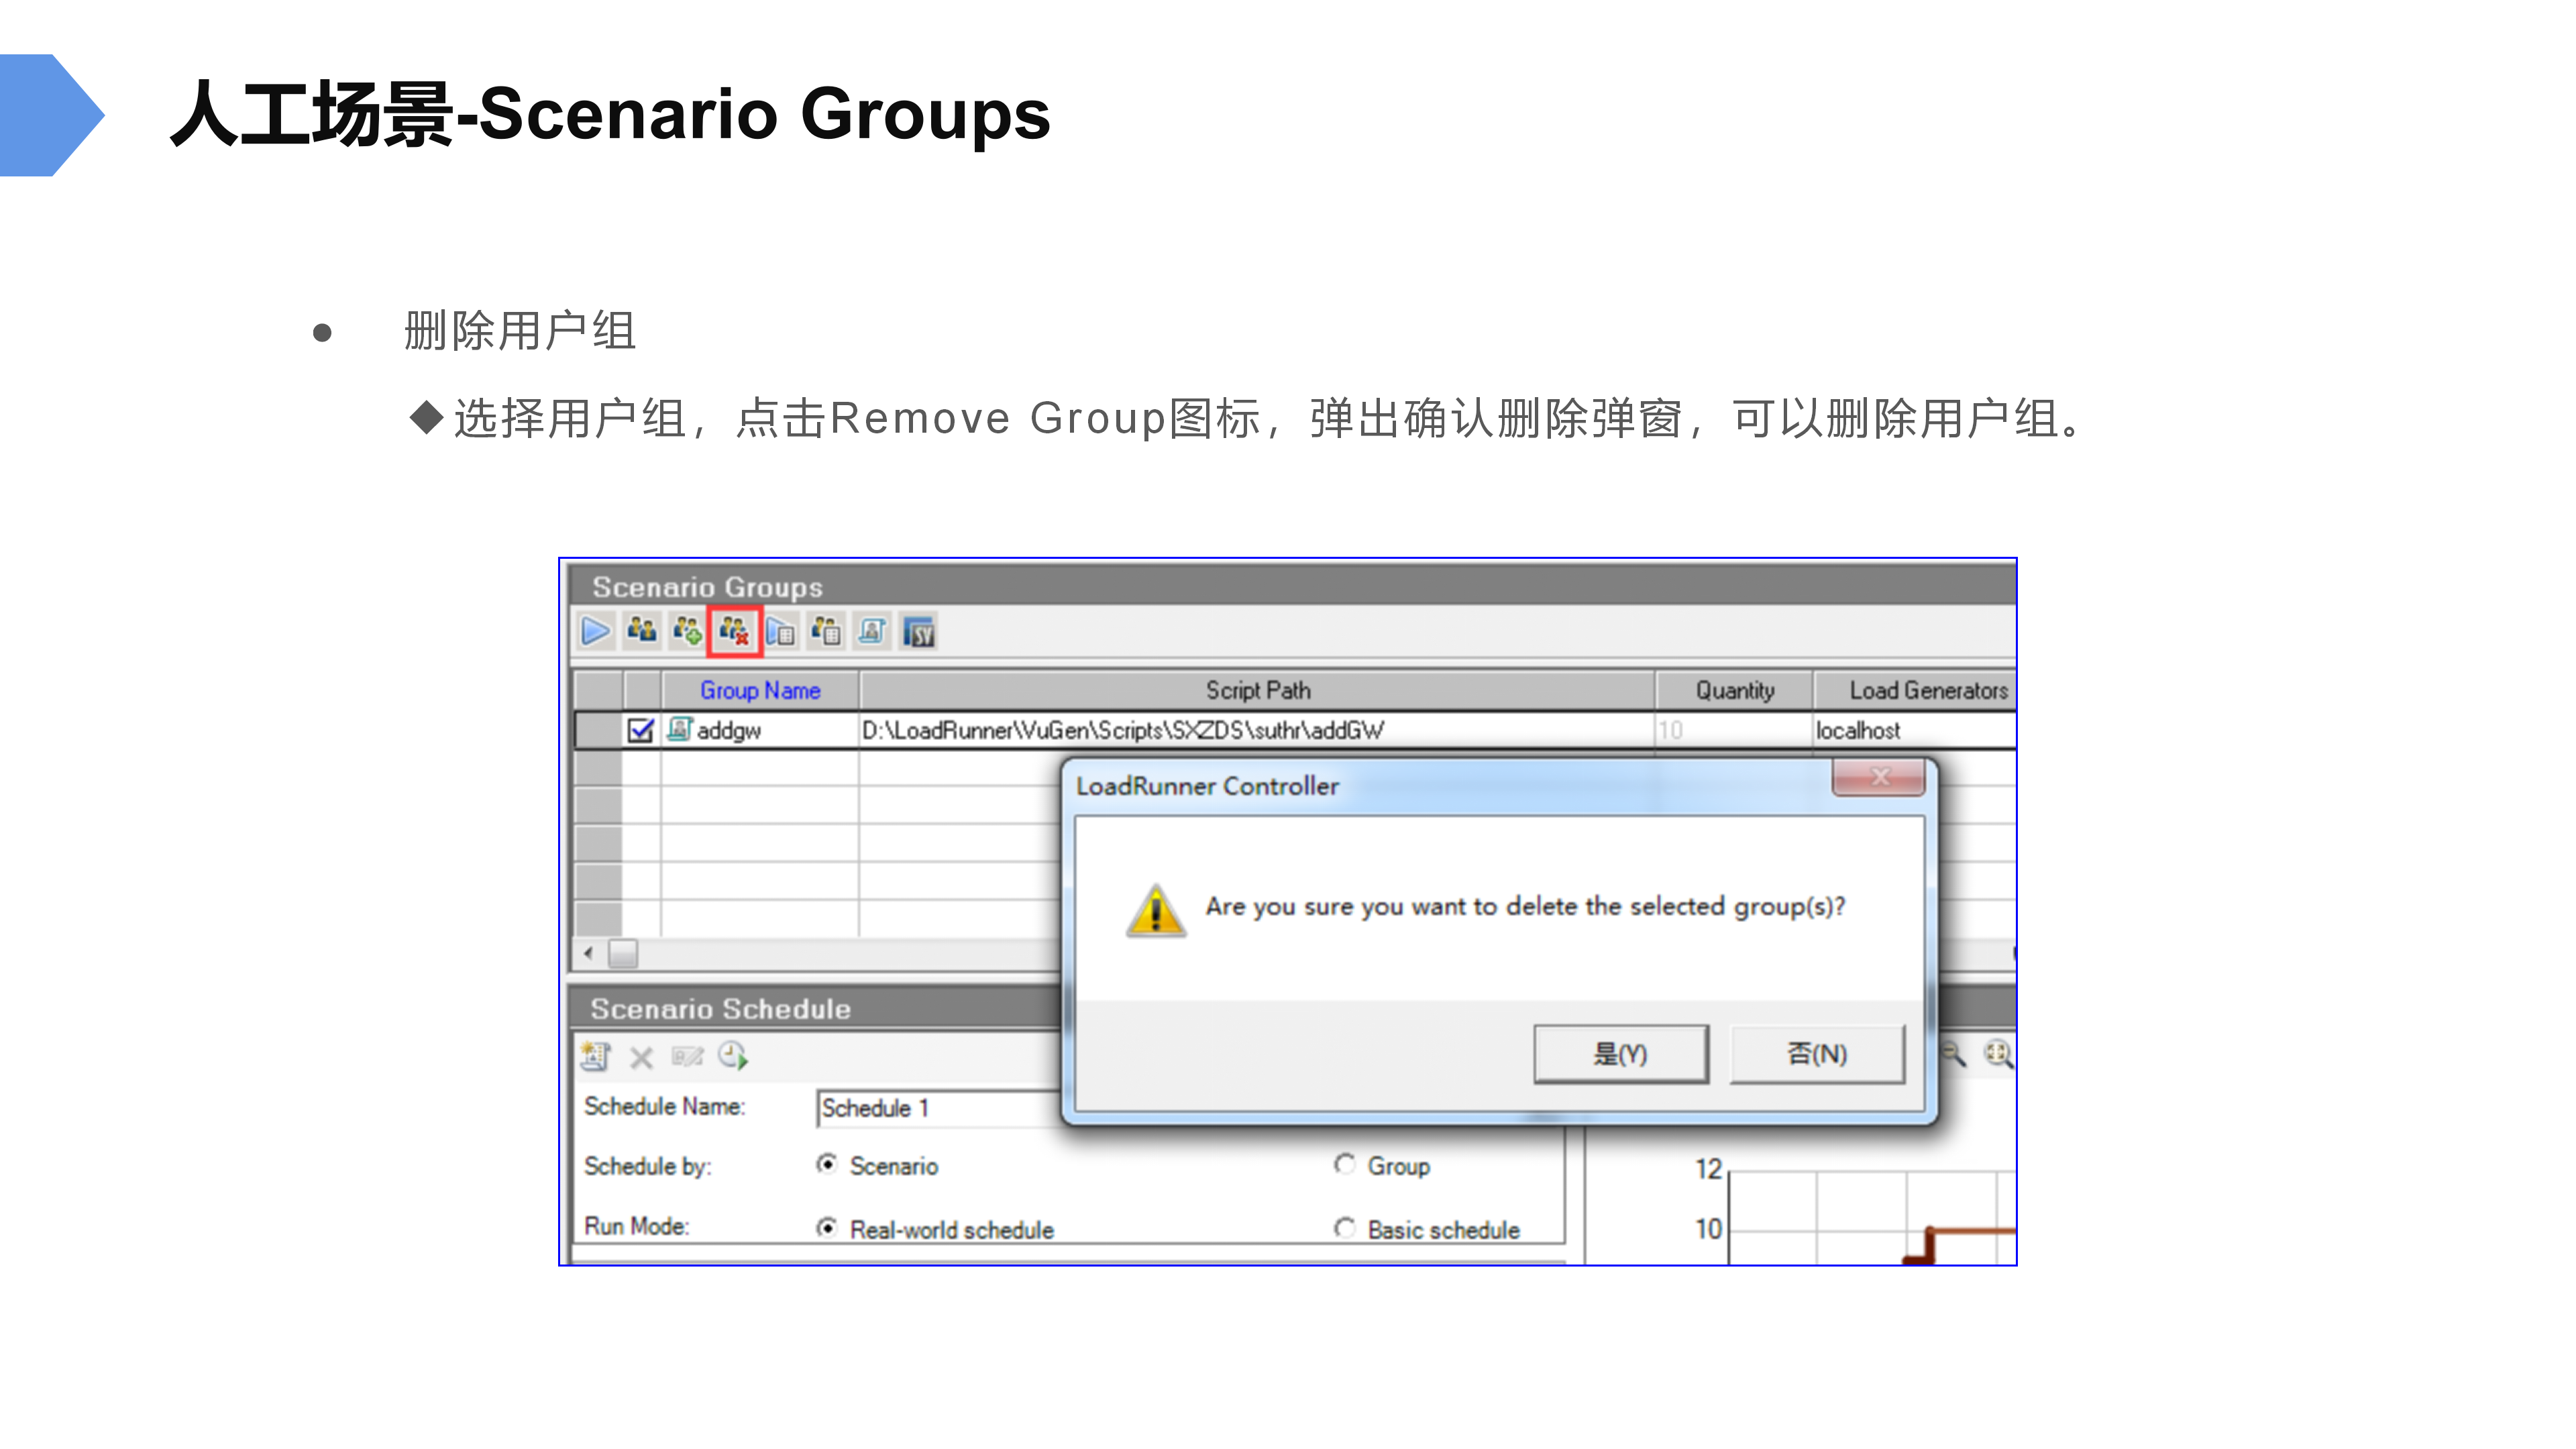 人工场景-Scenario Groups
● 删除用户组
◆选择用户组，点击Remove Group图标，弹出确认删除弹窗，可以删除用户组。
Scenario Groups
SV
Group Name Script Path Quantity Load Generators
addgw D:\LoadRunner\VuGen\Scripts\SXZDS\suthr\addGW 10 localhost
LoadRunner Controller
Are you sure you want to delete the selected group(s)?
是(Y) 否(N)
Scenario Schedule
Schedule Name: Schedule 1
Schedule by: Scenario Group
Run Mode: Real-world schedule Basic schedule
12
10